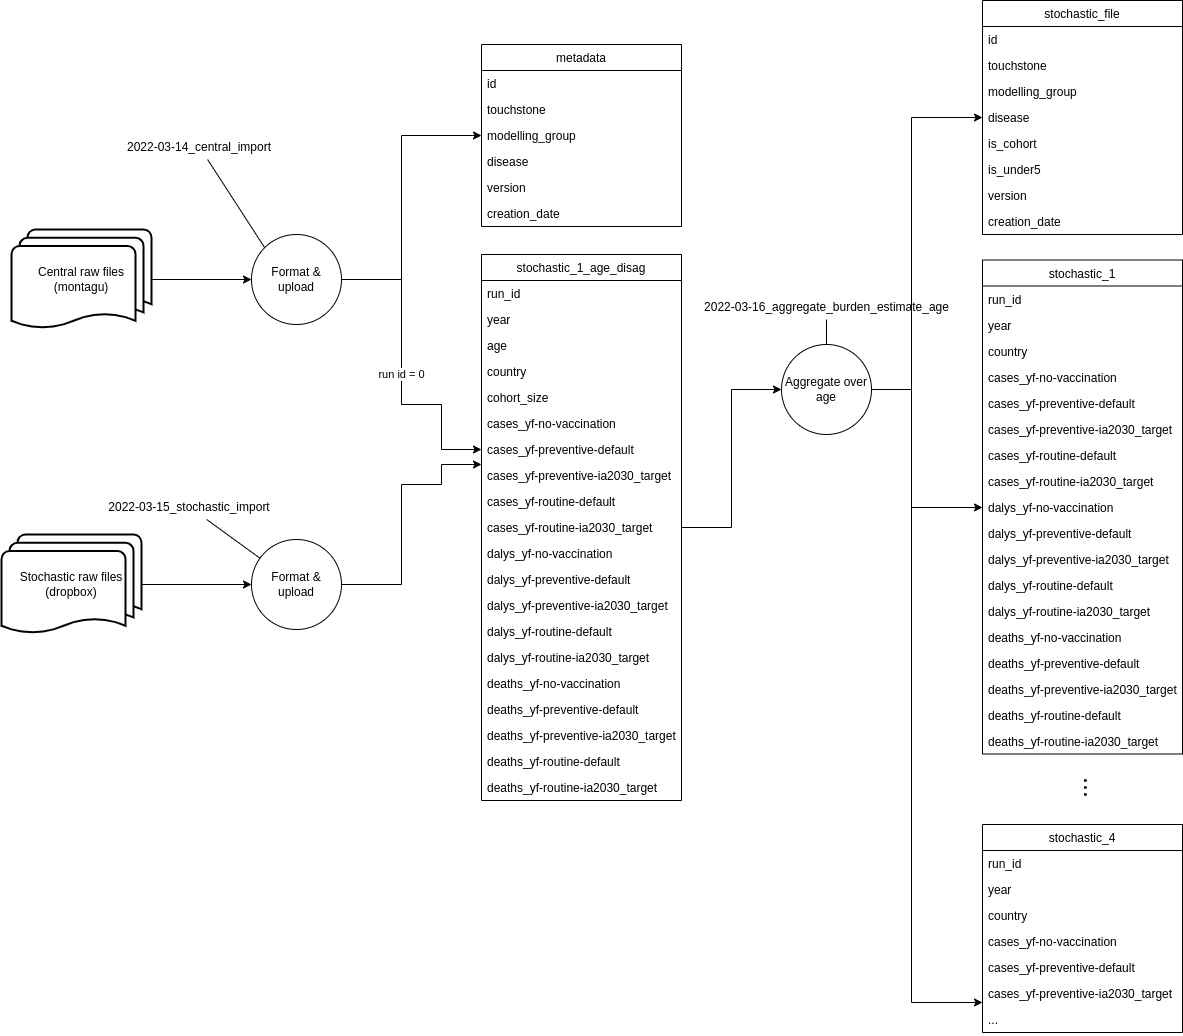 2022-03-14_central_import
Central raw files
(montagu)
Format &
upload
run id = 0
2022-03-15_stochastic_import
Stochastic raw files
(dropbox)
Format &
upload
metadata
id
touchstone
modelling_group
disease
version
creation_date
stochastic_1_age_disag
run_id
year
age
country
cohort_size
cases_yf-no-vaccination
cases_yf-preventive-default
cases_yf-preventive-ia2030_target
cases_yf-routine-default
cases_yf-routine-ia2030_target
dalys_yf-no-vaccination
dalys_yf-preventive-default
dalys_yf-preventive-ia2030_target
dalys_yf-routine-default
dalys_yf-routine-ia2030_target
deaths_yf-no-vaccination
deaths_yf-preventive-default
deaths_yf-preventive-ia2030_target
deaths_yf-routine-default
deaths_yf-routine-ia2030_target
2022-03-16_aggregate_burden_estimate_age
Aggregate over
age
stochastic_file
id
touchstone
modelling_group
disease
is_cohort
is_under5
version
creation_date
stochastic_1
run_id
year
country
cases_yf-no-vaccination
cases_yf-preventive-default
cases_yf-preventive-ia2030_target
cases_yf-routine-default
cases_yf-routine-ia2030_target
dalys_yf-no-vaccination
dalys_yf-preventive-default
dalys_yf-preventive-ia2030_target
dalys_yf-routine-default
dalys_yf-routine-ia2030_target
deaths_yf-no-vaccination
deaths_yf-preventive-default
deaths_yf-preventive-ia2030_target
deaths_yf-routine-default
deaths_yf-routine-ia2030_target
⋮
stochastic_4
run_id
year
country
cases_yf-no-vaccination
cases_yf-preventive-default
cases_yf-preventive-ia2030_target
...